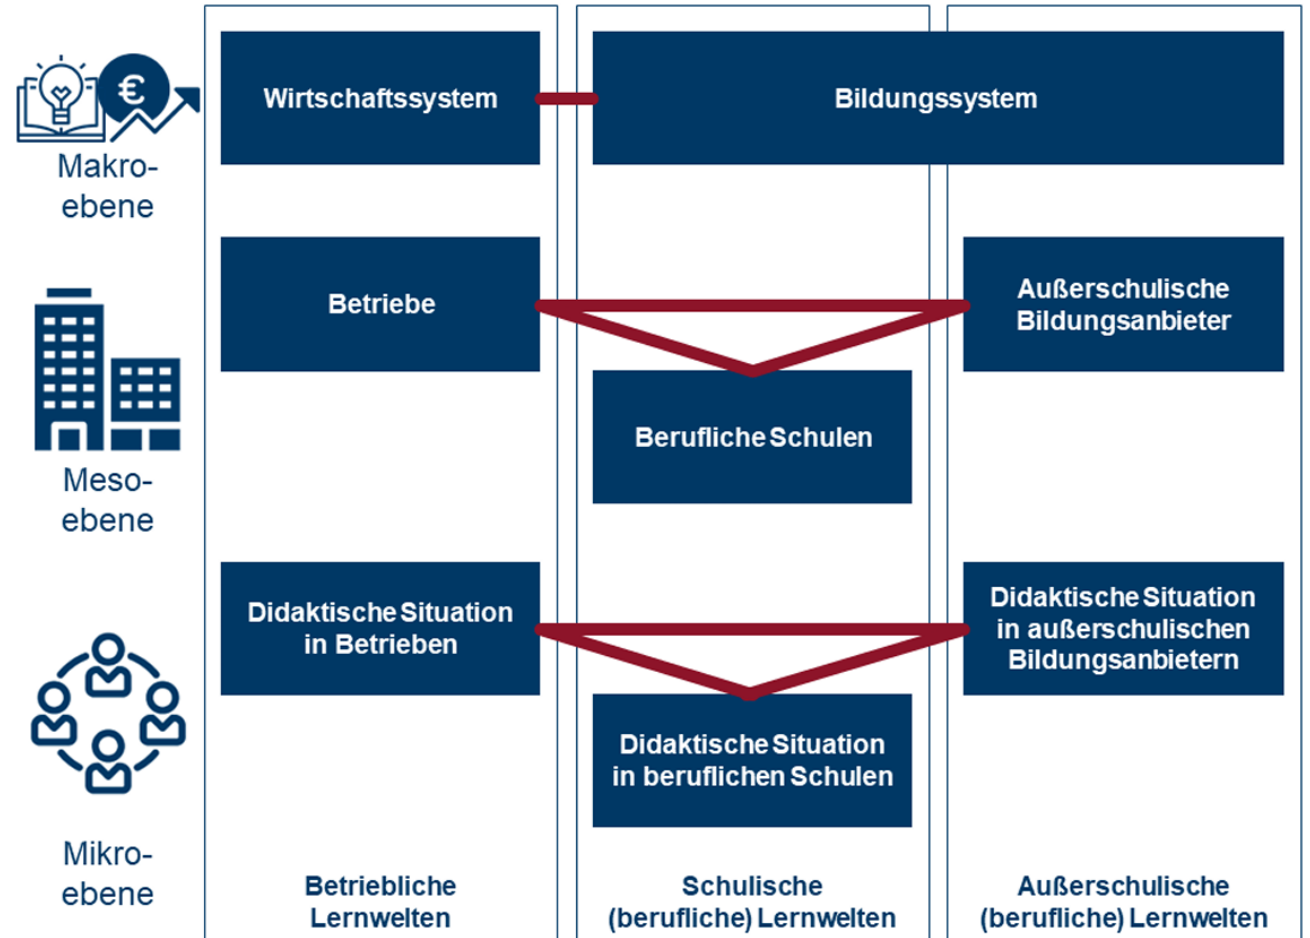 €
Makro-
ebene
Wirtschaftssystem
Bildungssystem
Meso-
ebene
Betriebe
Außerschulische
Bildungsanbieter
Berufliche Schulen
Mikro-
ebene
Didaktische Situation
in Betrieben
Didaktische Situation
in außerschulischen
Bildungsanbietern
Didaktische Situation
in beruflichen Schulen
Betriebliche
Lernwelten
Schulische
(berufliche) Lernwelten
Außerschulische
(berufliche) Lernwelten